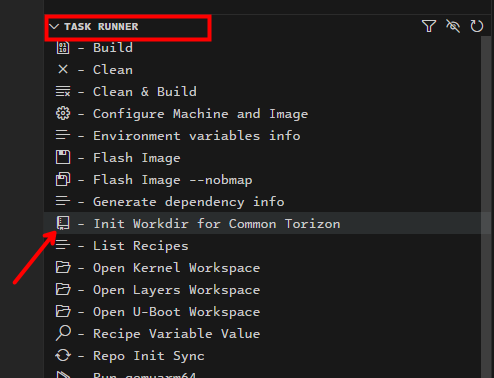 TASK RUNNER
- Build
- Clean
- Clean & Build
- Configure Machine and Image
- Environment variables info
- Flash Image
- Flash Image --nobmap
- Generate dependency info
- Init Workdir for Common Torizon
- List Recipes
- Open Kernel Workspace
- Open Layers Workspace
- Open U-Boot Workspace
- Recipe Variable Value
- Repo Init Sync
- Run qemuarm64